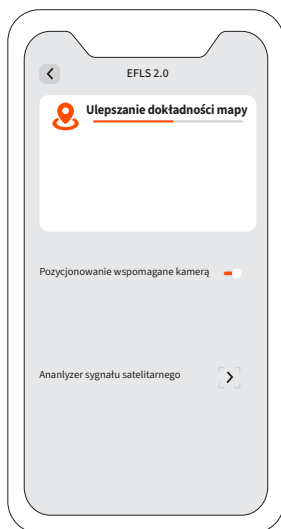 EFLS 2.0
Ulepszanie dokładności mapy
Pozycjonowanie wspomagane kamerą
Ananlyzer sygnału satelitarnego